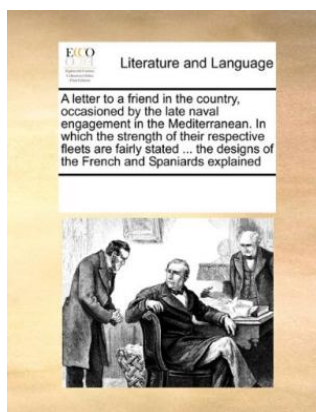 ECCO
Literature and Language
A letter to a friend in the country,
occasioned by the late naval
engagement in the Mediterranean. In
which the strength of their respective
fleets are fairly stated ... the designs of
the French and Spaniards explained